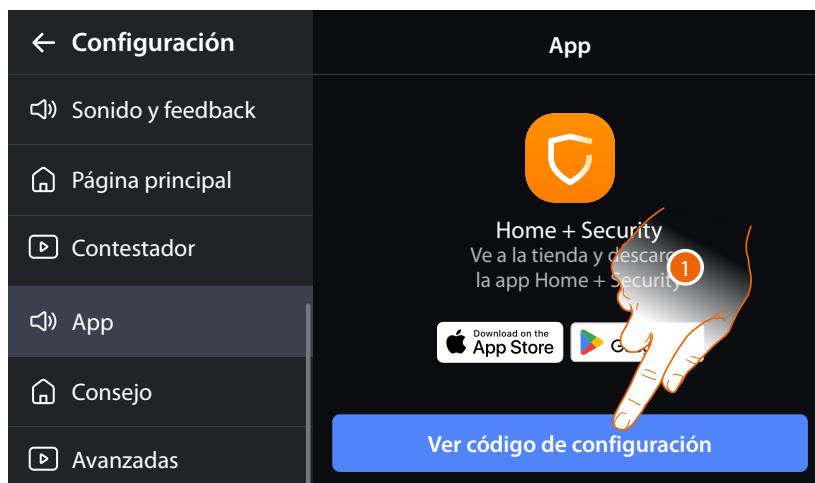 Configuración
Sonido y feedback
Página principal
Contestador
App
Consejo
Avanzadas
App
Home + Security
Ve a la tienda y
la app Home +
1
Download on the
App Store
Ver código de configuración